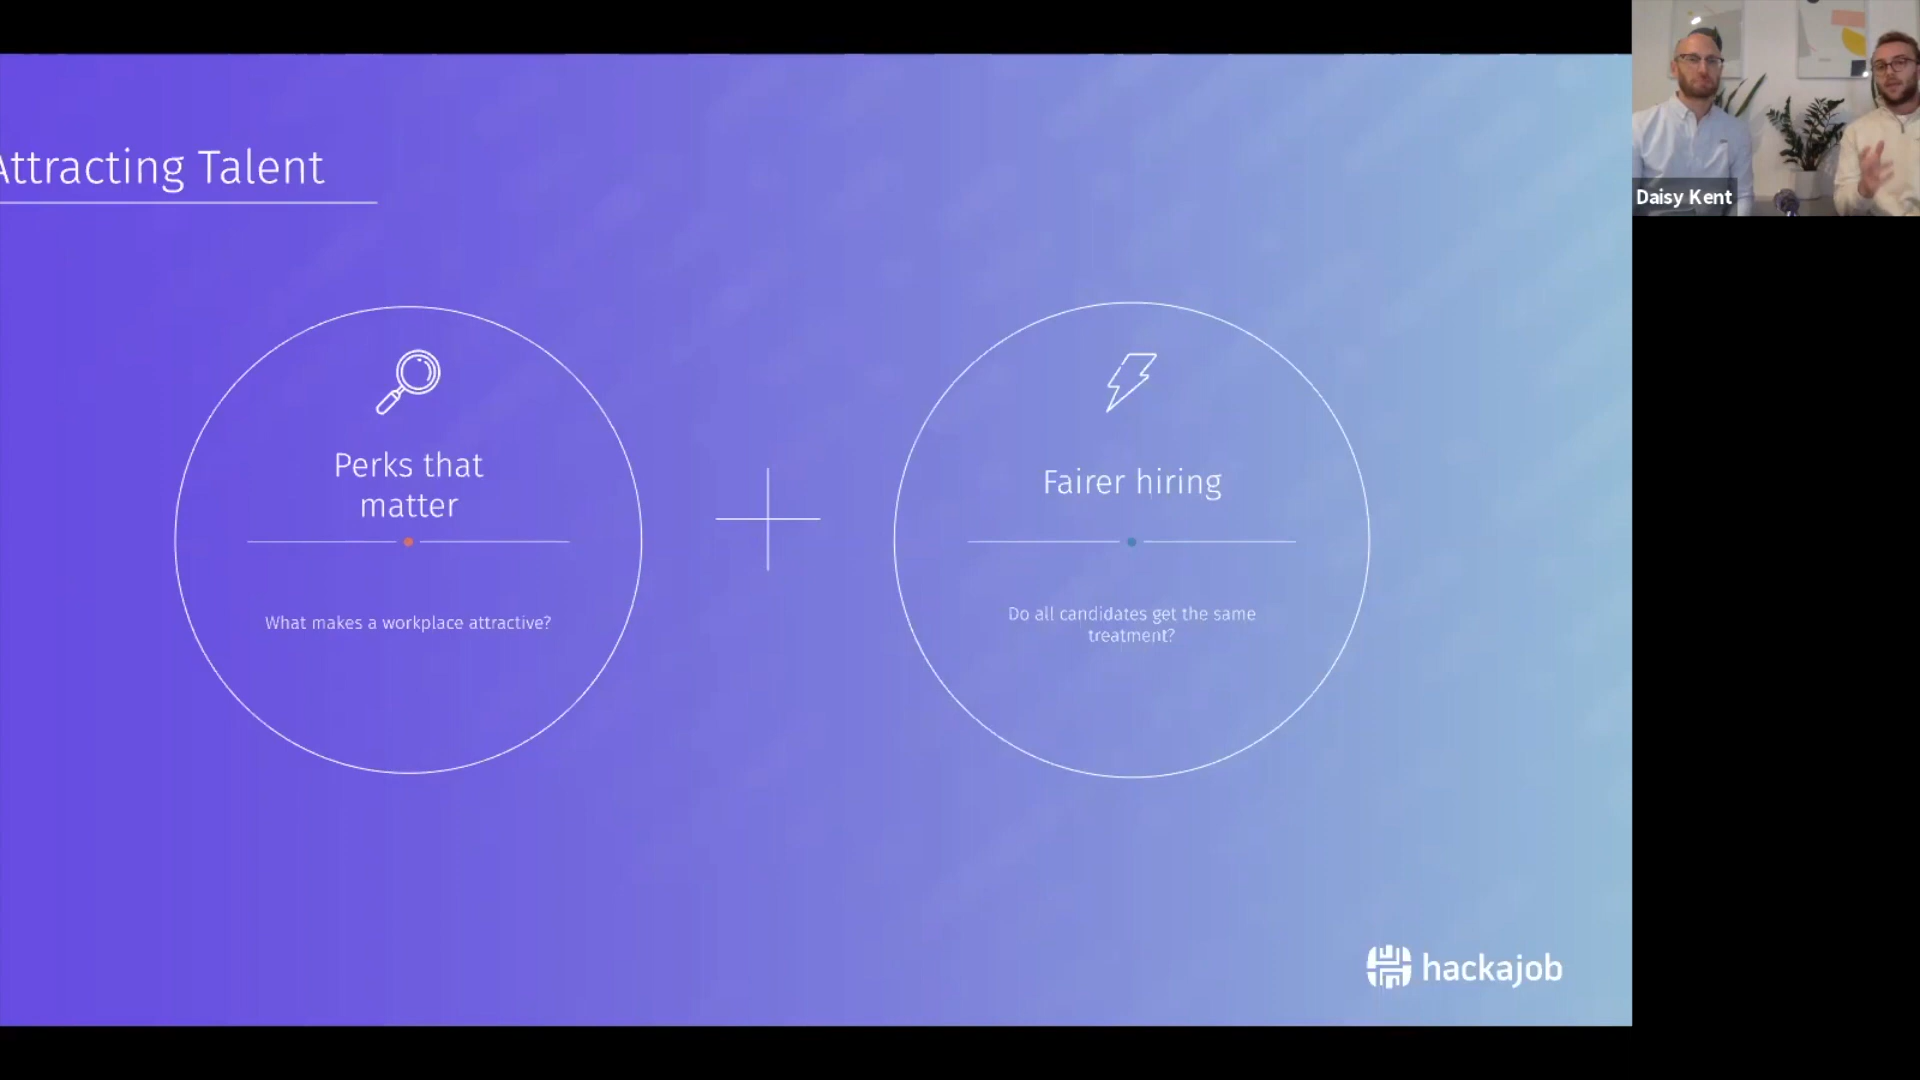 Attracting Talent
Perks that
matter
What makes a workplace attractive?
Fairer hiring
Do all candidates get the same
treatment?
hackajob
Daisy Kent